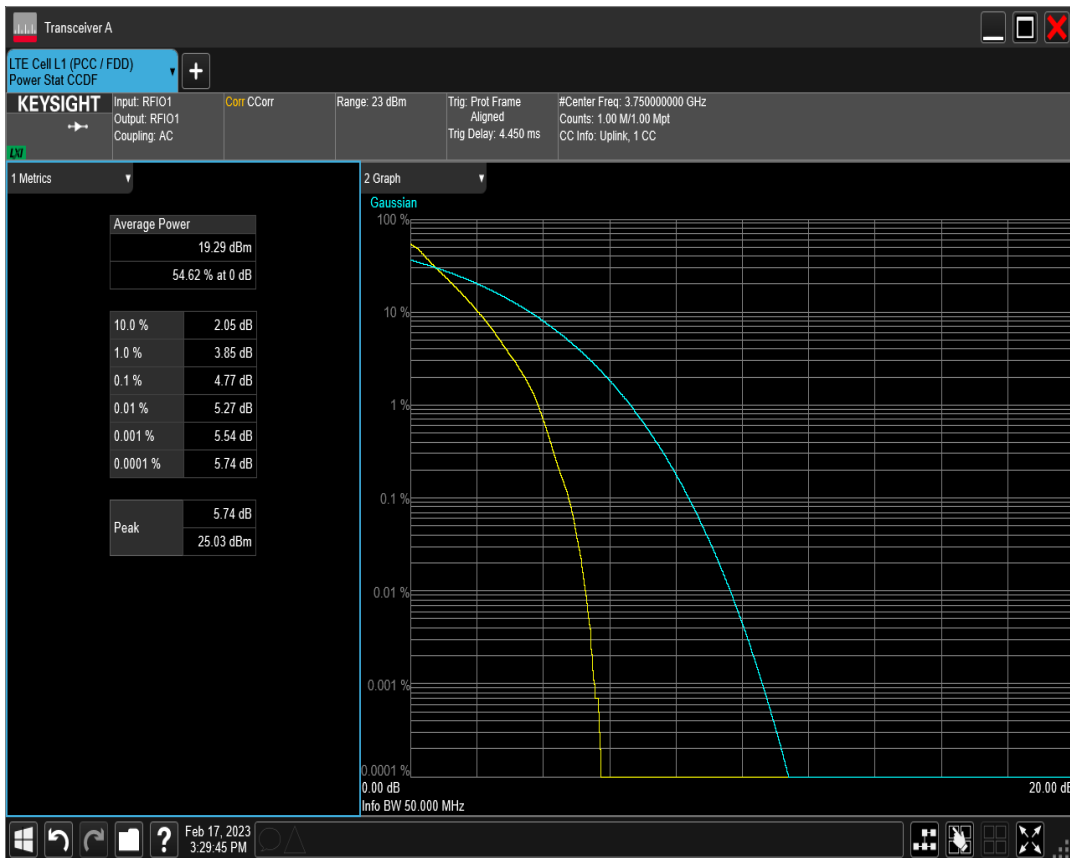 Transceiver A
LTE Cell L1 (PCC / FDD)
Power Stat CCDF
KEYSIGHT
LXI
Input: RFIO1
Output: RFIO1
Coupling: AC
Corr CCorr
Range: 23 dBm
Trig: Prot Frame
Aligned
Trig Delay: 4.450 ms
#Center Freq: 3.750000000 GHz
Counts: 1.00 M/1.00 Mpt
CC Info: Uplink, 1 CC
1 Metrics
Average Power
19.29 dBm
54.62 % at 0 dB
10.0 % 2.05 dB
1.0 % 3.85 dB
0.1 % 4.77 dB
0.01 % 5.27 dB
0.001 % 5.54 dB
0.0001 % 5.74 dB
Peak
5.74 dB
25.03 dBm
2 Graph
Gaussian
100 %
10 %
1 %
0.1 %
0.01 %
0.001 %
0.0001 %
0.00 dB
20.00 dB
Info BW 50.000 MHz
?
Feb 17, 2023
3:29:45 PM